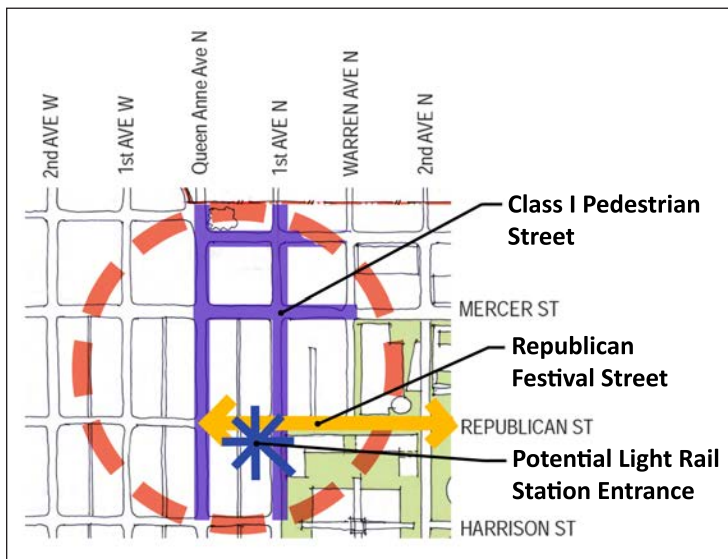 2nd AVE W
1st AVE W
Queen Anne Ave N
1st AVE N
WARREN AVE N
2nd AVE N
Class I Pedestrian
Street
MERCER ST
Republican
Festival Street
REPUBLICAN ST
Potential Light Rail
Station Entrance
HARRISON ST